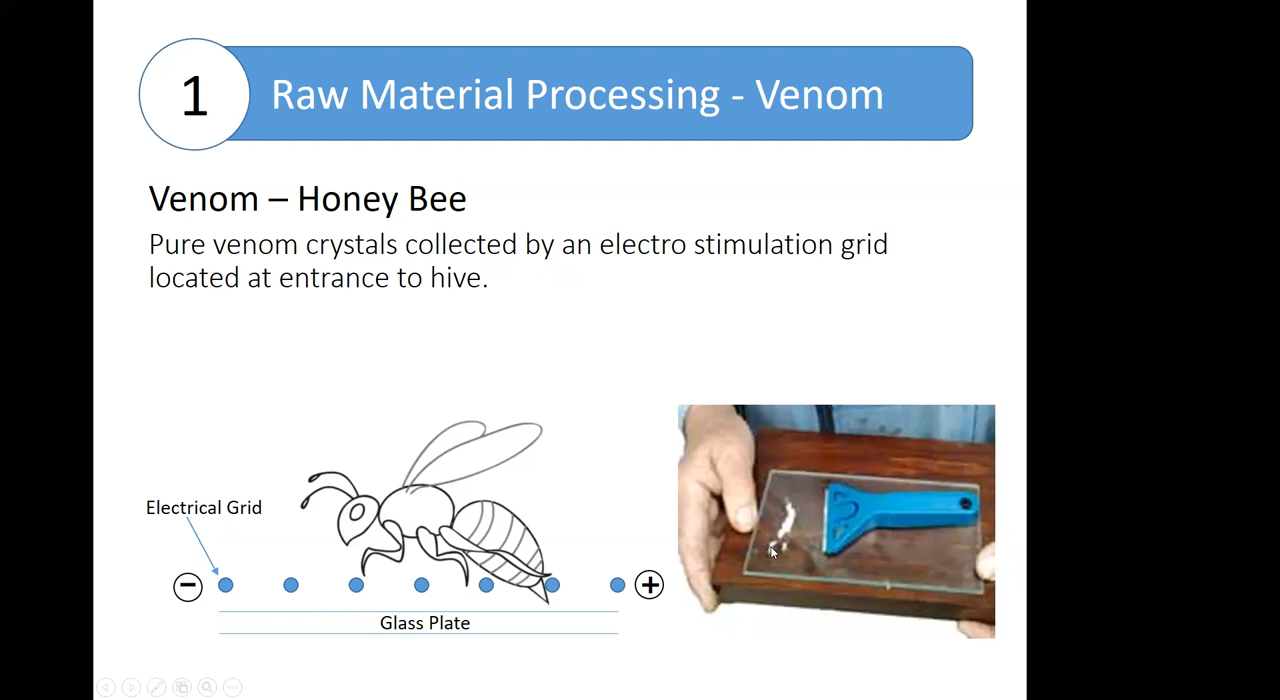 1
Raw Material Processing - Venom
Venom – Honey Bee
Pure venom crystals collected by an electro stimulation grid
located at entrance to hive.
Electrical Grid
− +
Glass Plate